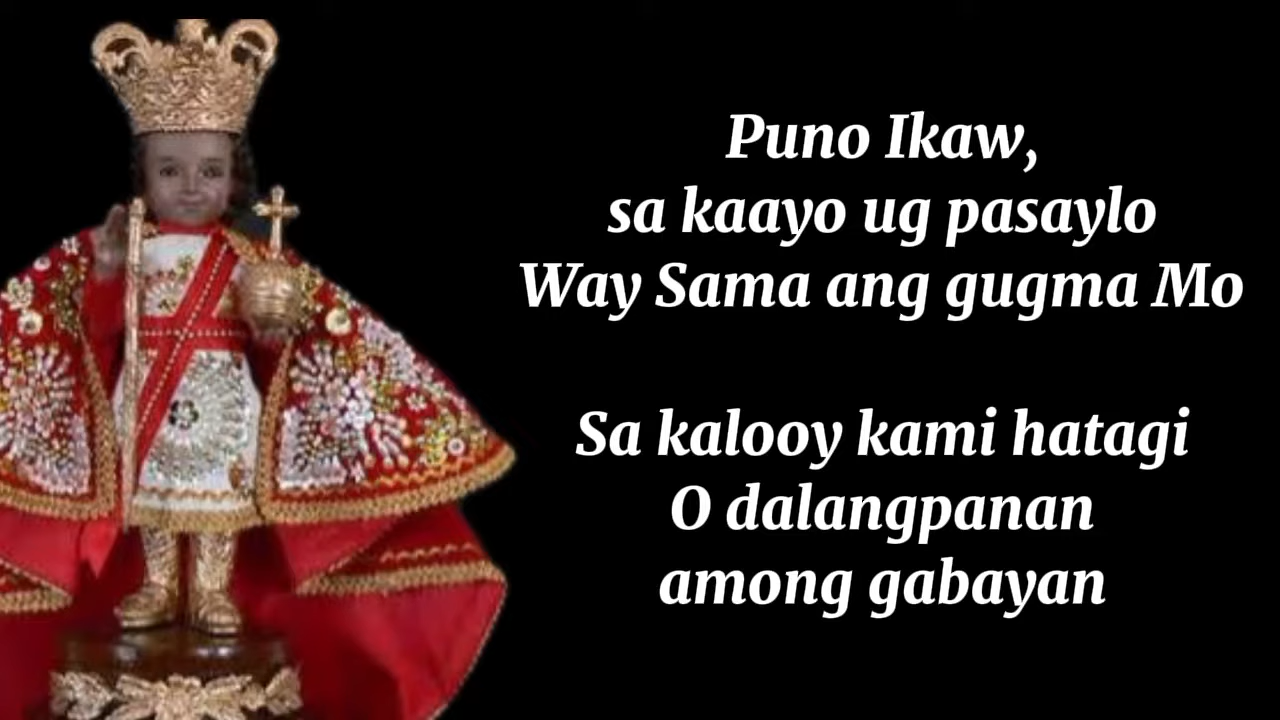 Puno Ikaw,
sa kaayo ug pasaylo
Way Sama ang gugma Mo
Sa kalooy kami hatagi
O dalangpanan
among gabayan